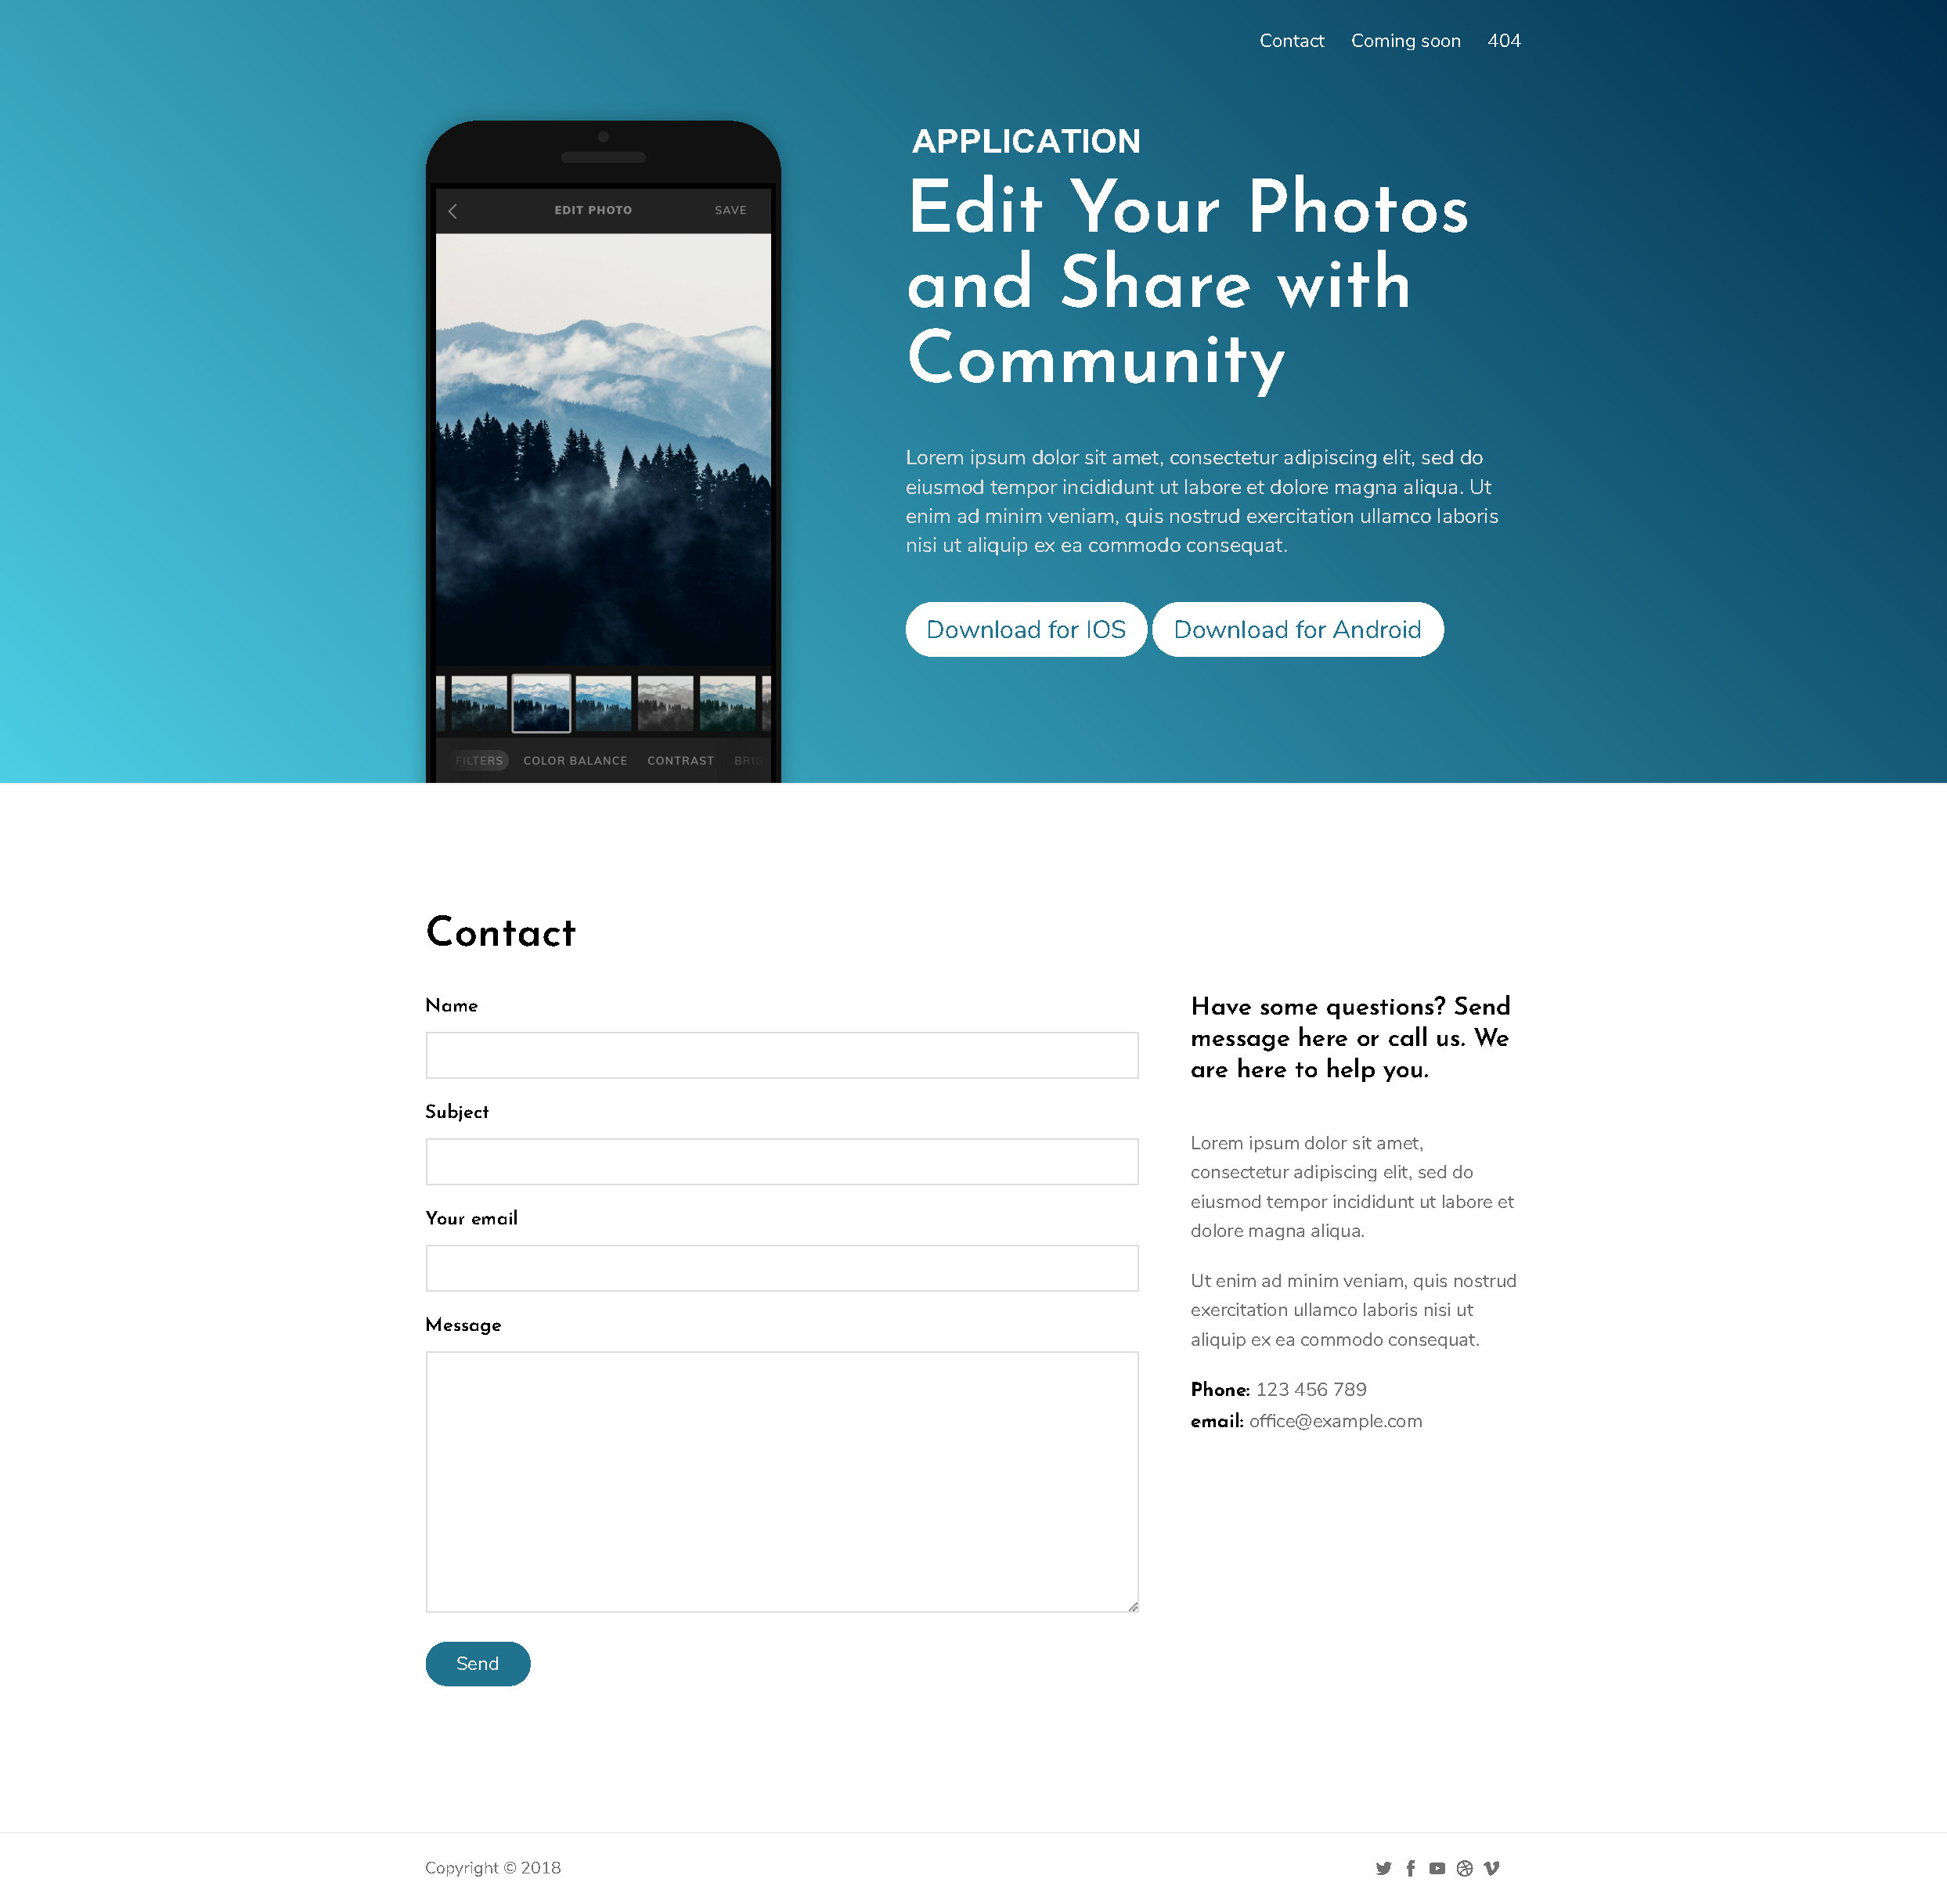 Contact Coming soon 404
APPLICATION
Edit Your Photos
and Share with
Community
Lorem ipsum dolor sit amet, consectetur adipiscing elit, sed do
eiusmod tempor incididunt ut labore et dolore magna aliqua. Ut
enim ad minim veniam, quis nostrud exercitation ullamco laboris
nisi ut aliquip ex ea commodo consequat.
Download for IOS Download for Android
EDIT PHOTO SAVE
FILTERS COLOR BALANCE CONTRAST BRIG
Contact
Name
Subject
Your email
Message
Send
Have some questions? Send
message here or call us. We
are here to help you.
Lorem ipsum dolor sit amet,
consectetur adipiscing elit, sed do
eiusmod tempor incididunt ut labore et
dolore magna aliqua.
Ut enim ad minim veniam, quis nostrud
exercitation ullamco laboris nisi ut
aliquip ex ea commodo consequat.
Phone: 123 456 789
email: office@example.com
Copyright © 2018